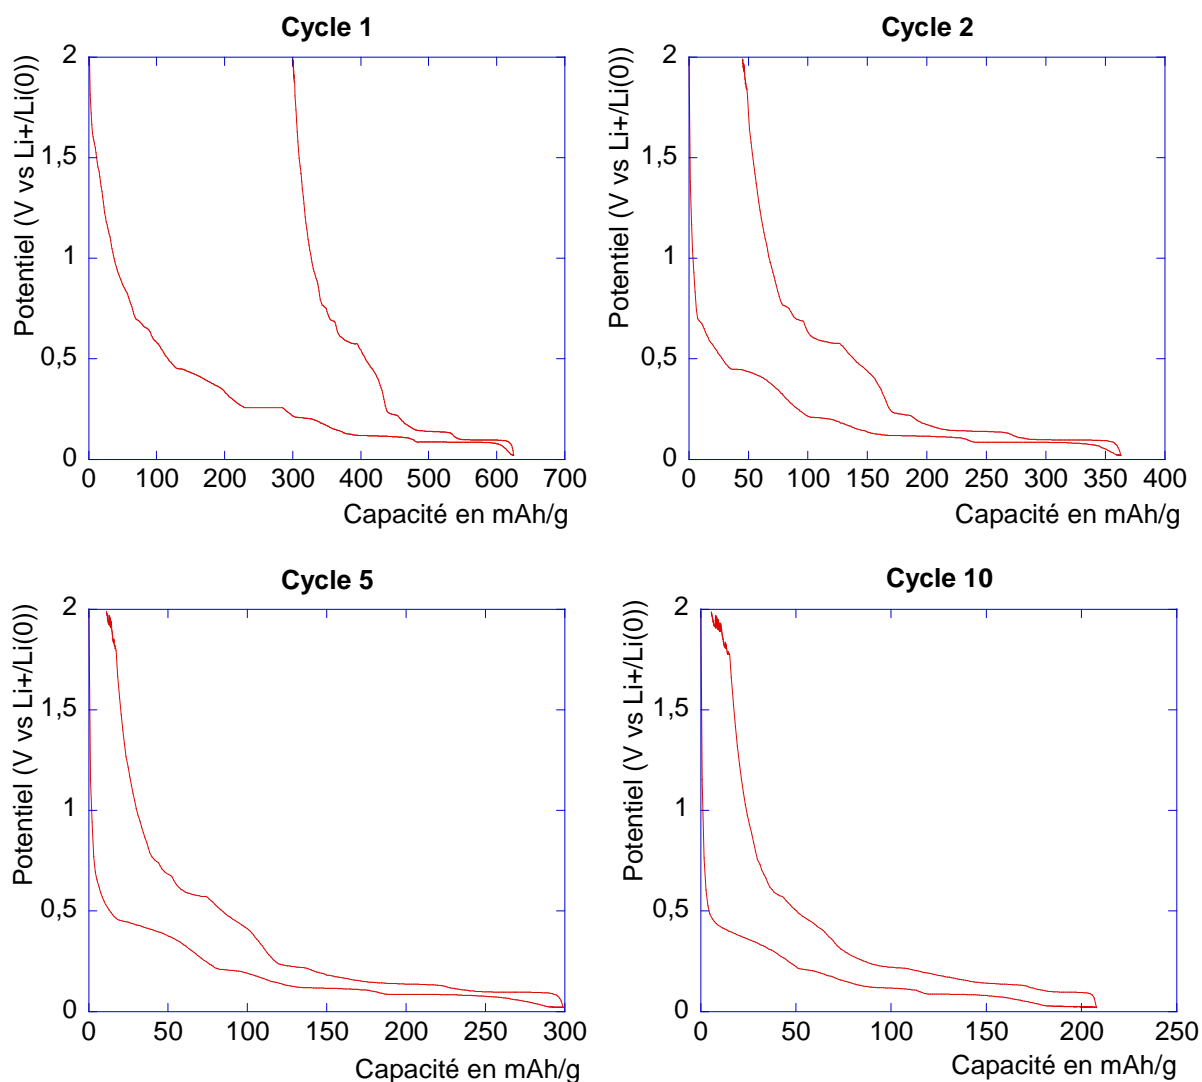 Cycle 1
Potentiel (V vs Li+/Li(0))
2
1,5
1
0,5
0
0 100 200 300 400 500 600 700
Capacité en mAh/g
Cycle 2
Potentiel (V vs Li+/Li(0))
2
1,5
1
0,5
0
0 50 100 150 200 250 300 350 400
Capacité en mAh/g
Cycle 5
Potentiel (V vs Li+/Li(0))
2
1,5
1
0,5
0
0 50 100 150 200 250 300
Capacité en mAh/g
Cycle 10
Potentiel (V vs Li+/Li(0))
2
1,5
1
0,5
0
0 50 100 150 200 250
Capacité en mAh/g